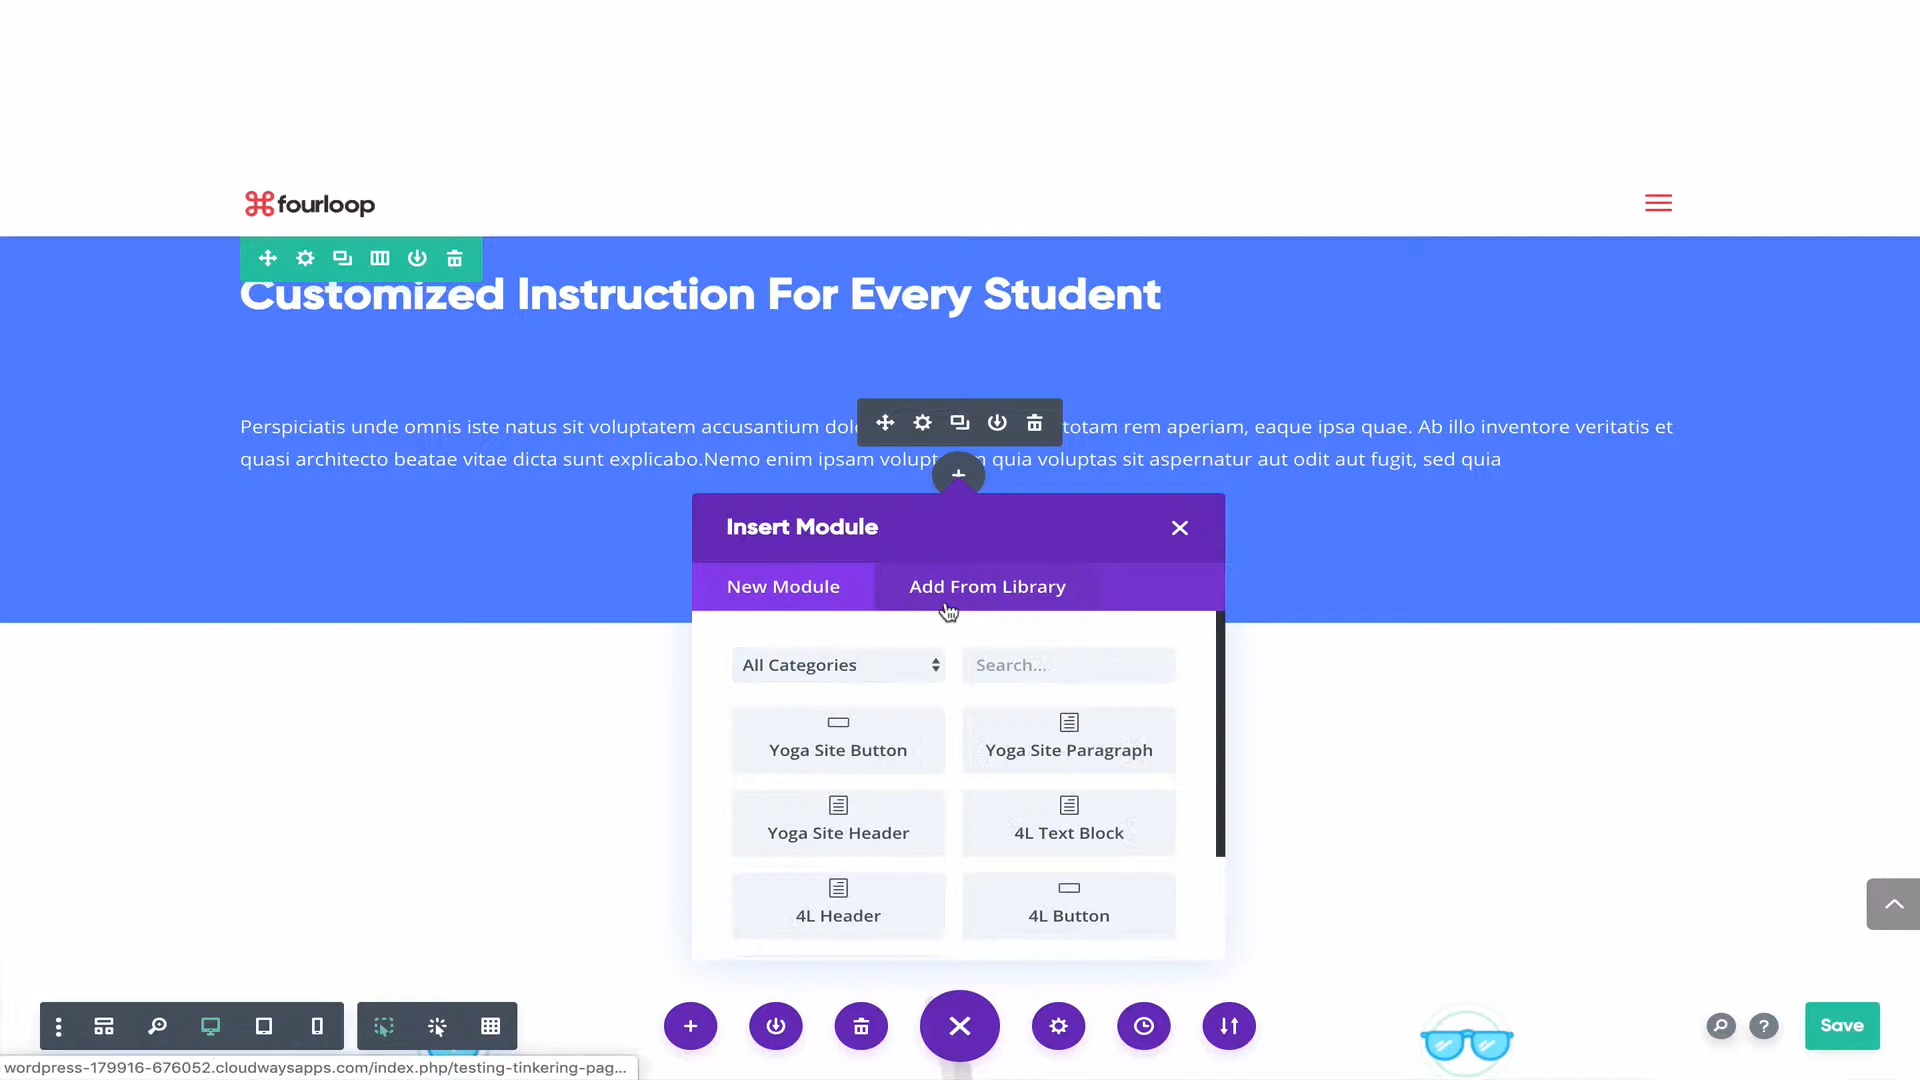 fourloop
Customized Instruction For Every Student
Perspiciatis unde omnis iste natus sit voluptatem accusantium totam rem aperiam, eaque ipsa quae. Ab illo inventore veritatis et
quasi architecto beatae vitae dicta sunt explicabo.Nemo enim ipsam quia voluptas sit aspernatur aut odit aut fugit, sed quia
Insert Module
New Module
Add From Library
All Categories
Search...
Yoga Site Button
Yoga Site Paragraph
Yoga Site Header
4L Text Block
4L Header
4L Button
?
Save
wordpress-179916-676052.cloudwaysapps.com/index.php/testing-tinkering-pag...